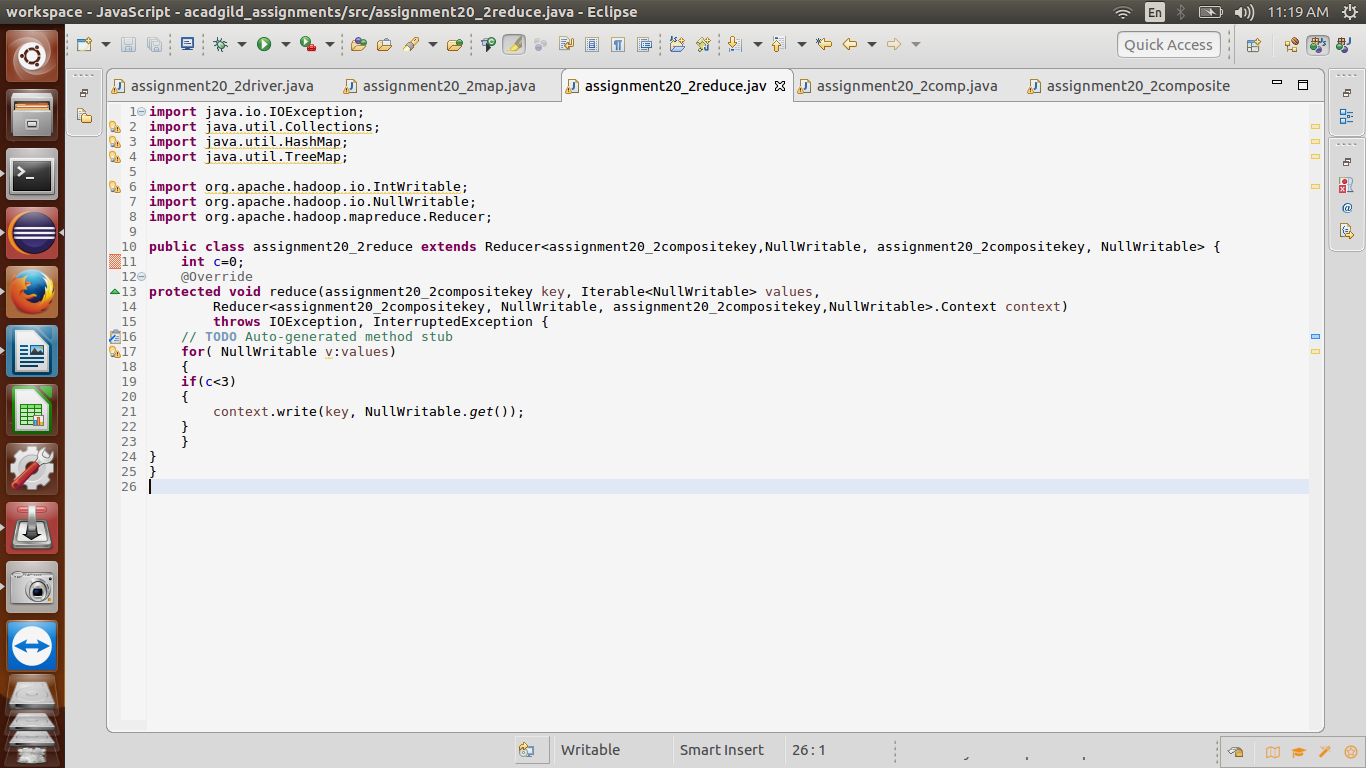 workspace - JavaScript - acadgild_assignments/src/assignment20_2reduce.java - Eclipse
En
11:19 AM
Quick Access
assignment20_2driver.java
assignment20_2map.java
assignment20_2reduce.jav
assignment20_2comp.java
assignment20_2composite
1 import java.io.IOException;
2 import java.util.Collections;
3 import java.util.HashMap;
4 import java.util.TreeMap;
5
6 import org.apache.hadoop.io.IntWritable;
7 import org.apache.hadoop.io.NullWritable;
8 import org.apache.hadoop.mapreduce.Reducer;
9
10 public class assignment20_2reduce extends Reducer<assignment20_2compositekey,NullWritable, assignment20_2compositekey, NullWritable> {
11     int c=0;
12     @Override
13 protected void reduce(assignment20_2compositekey key, Iterable<NullWritable> values,
14         Reducer<assignment20_2compositekey, NullWritable, assignment20_2compositekey,NullWritable>.Context context)
15         throws IOException, InterruptedException {
16     // TODO Auto-generated method stub
17     for( NullWritable v:values)
18     {
19     if(c<3)
20     {
21         context.write(key, NullWritable.get());
22     }
23     }
24 }
25 }
26
Writable
Smart Insert
26 : 1